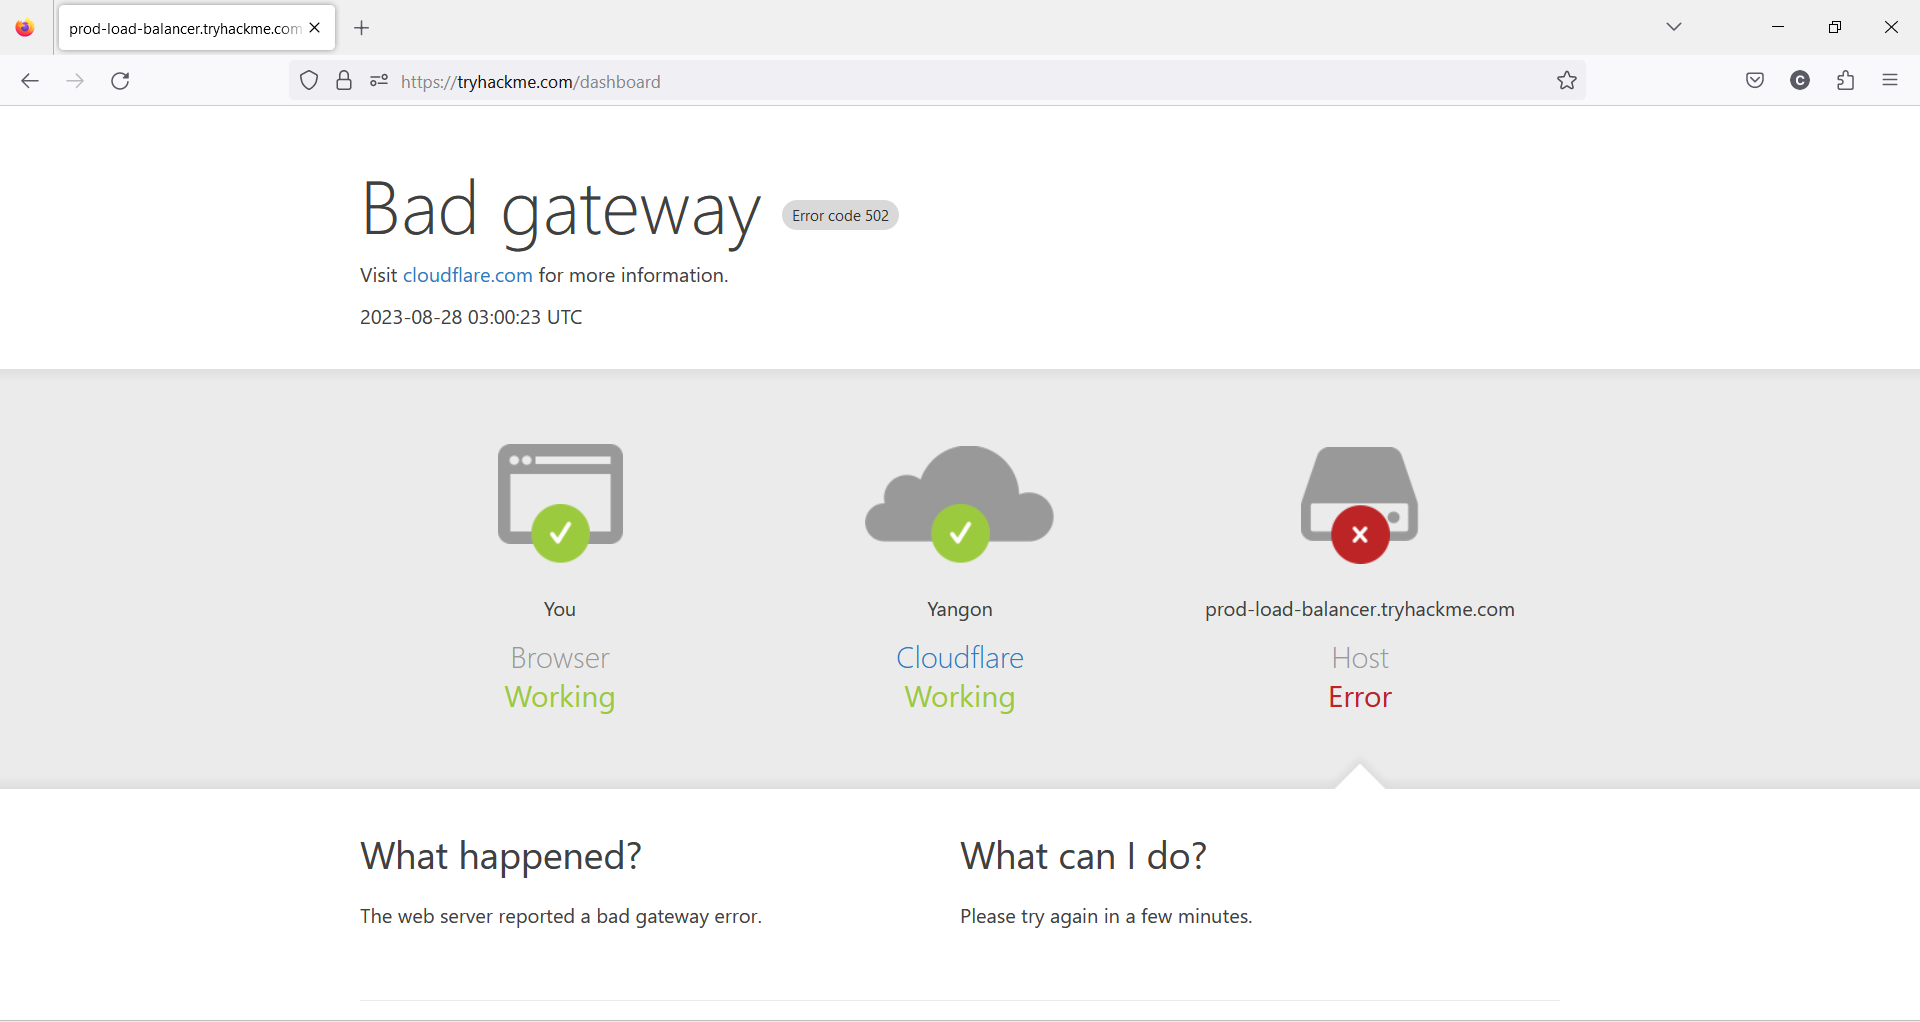 prod-load-balancer.tryhackme.com
https://tryhackme.com/dashboard
C
Bad gateway Error code 502
Visit cloudflare.com for more information.
2023-08-28 03:00:23 UTC
You
Browser
Working
Yangon
Cloudflare
Working
prod-load-balancer.tryhackme.com
Host
Error
What happened?
The web server reported a bad gateway error.
What can I do?
Please try again in a few minutes.